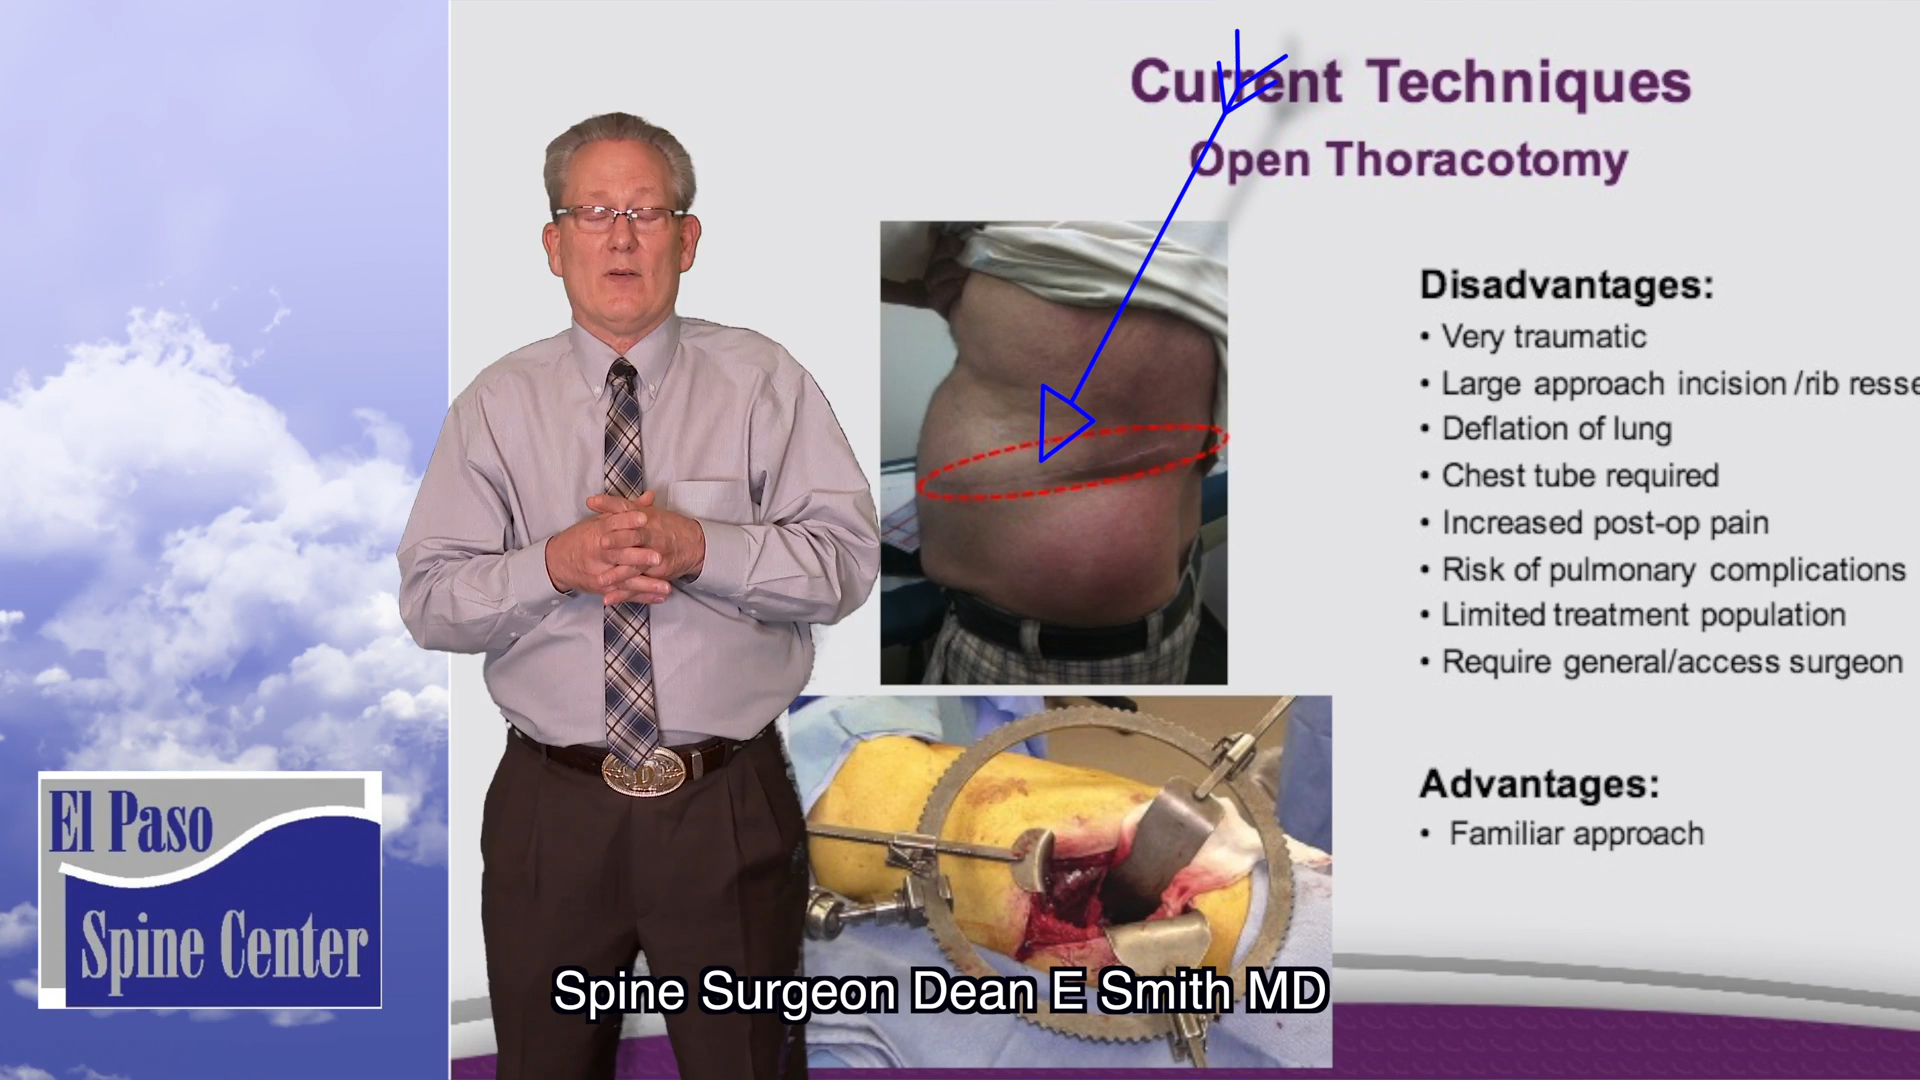 Current Techniques
Open Thoracotomy
Disadvantages:
• Very traumatic
• Large approach incision /rib resse
• Deflation of lung
• Chest tube required
• Increased post-op pain
• Risk of pulmonary complications
• Limited treatment population
• Require general/access surgeon
Advantages:
• Familiar approach
El Paso
Spine Center
Spine Surgeon Dean E Smith MD